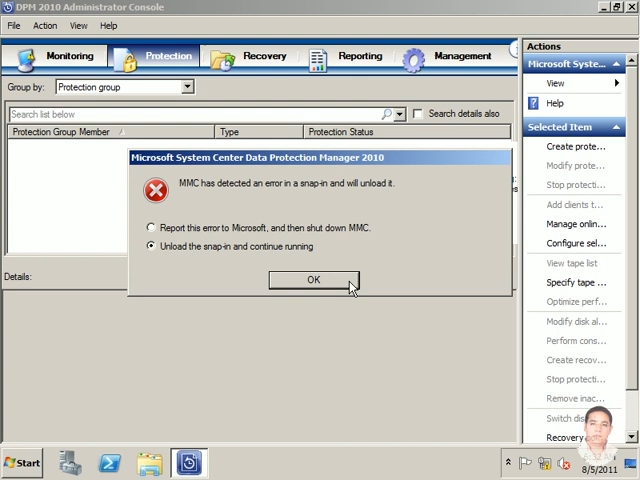 DPM 2010 Administrator Console
File Action View Help
Monitoring Protection Recovery Reporting Management
Group by: Protection group
Search list below
Search details also
Protection Group Member Type Protection Status
Microsoft System Center Data Protection Manager 2010
MMC has detected an error in a snap-in and will unload it.
Report this error to Microsoft, and then shut down MMC.
Unload the snap-in and continue running
OK
Details:
Actions
Microsoft Syste...
View
Help
Selected Item
Create prote...
Modify prote...
Stop protecti...
Add clients t...
Manage onlin...
Configure sel...
View tape list
Specify tape ...
Optimize perf...
Modify disk al...
Perform cons...
Create recov...
Stop protecti...
Remove inac...
Switch dis
Recovery
Start
8/5/2011